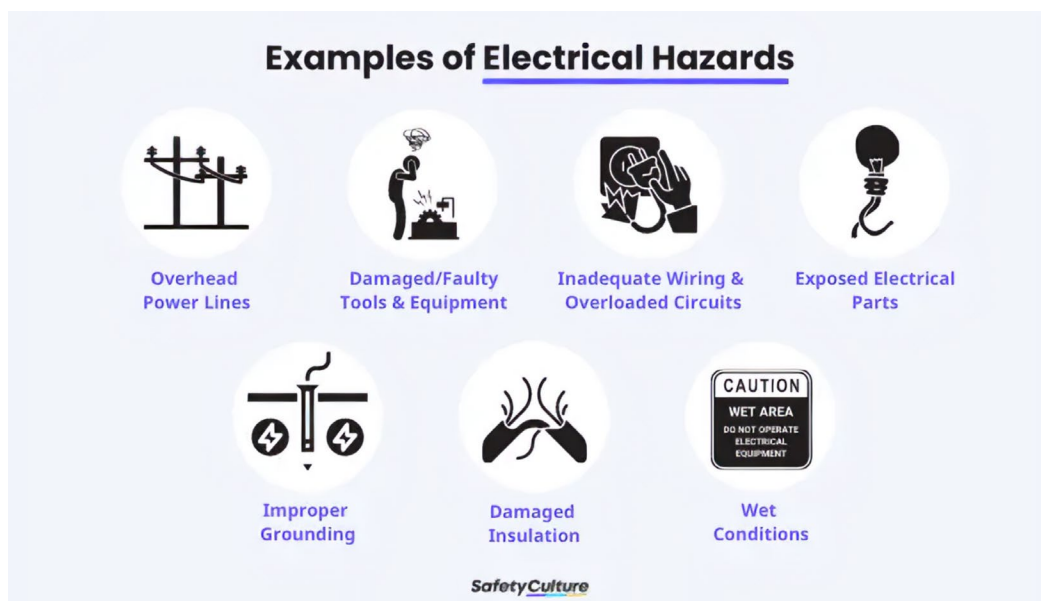 Examples of Electrical Hazards
Overhead
Power Lines
Damaged/Faulty
Tools & Equipment
Inadequate Wiring &
Overloaded Circuits
Exposed Electrical
Parts
CAUTION
WET AREA
DO NOT OPERATE
ELECTRICAL
EQUIPMENT
Improper
Grounding
Damaged
Insulation
Wet
Conditions
SafetyCulture